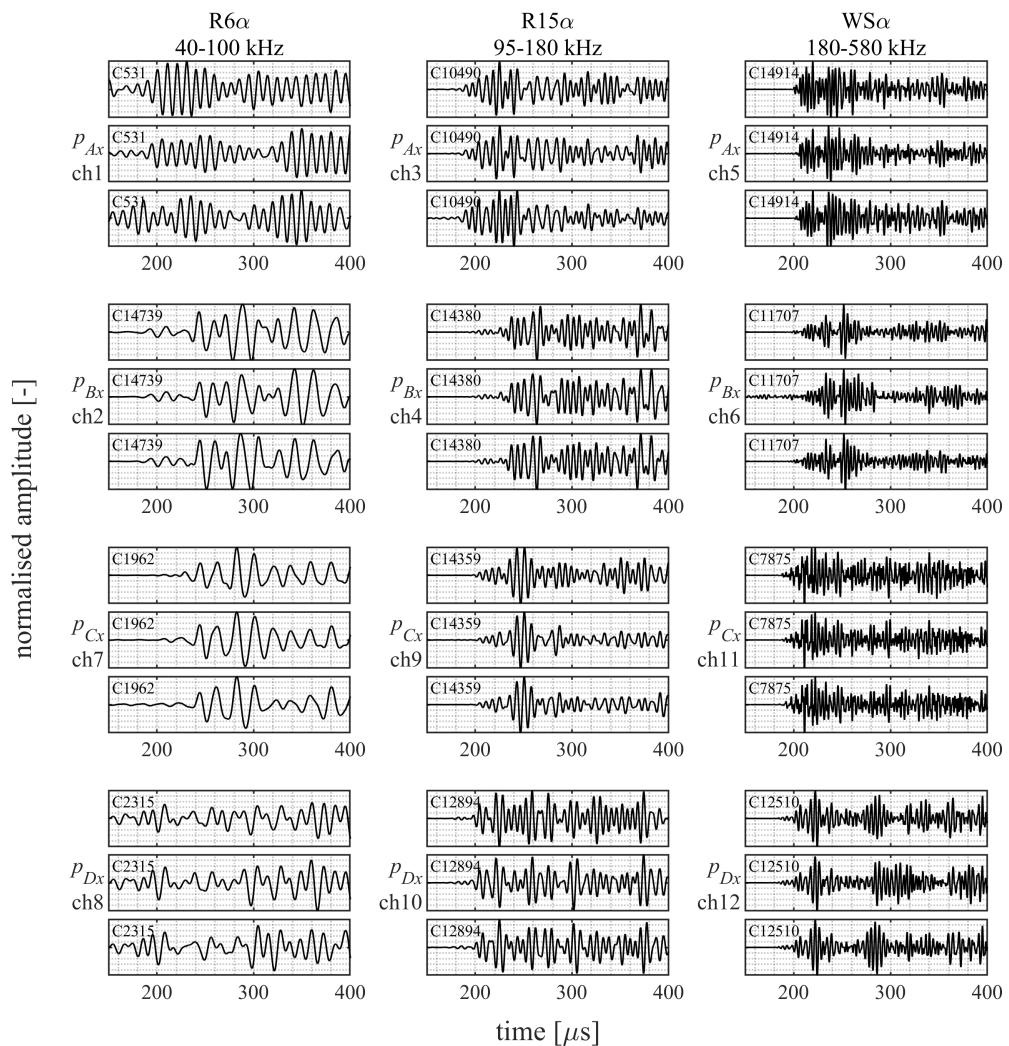 R6α R15α WSα
40-100 kHz 95-180 kHz 180-580 kHz
C531 C10490 C14914
p_Ax C531 p_Ax C10490 p_Ax C14914
ch1 ch3 ch5
C531 C10490 C14914
200 300 400 200 300 400 200 300 400
C14739 C14380 C11707
p_Bx C14739 p_Bx C14380 p_Bx C11707
ch2 ch4 ch6
C14739 C14380 C11707
200 300 400 200 300 400 200 300 400
normalised amplitude [-]
C1962 C14359 C7875
p_Cx C1962 p_Cx C14359 p_Cx C7875
ch7 ch9 ch11
C1962 C14359 C7875
200 300 400 200 300 400 200 300 400
C2315 C12894 C12510
p_Dx C2315 p_Dx C12894 p_Dx C12510
ch8 ch10 ch12
C2315 C12894 C12510
200 300 400 200 300 400 200 300 400
time [μs]